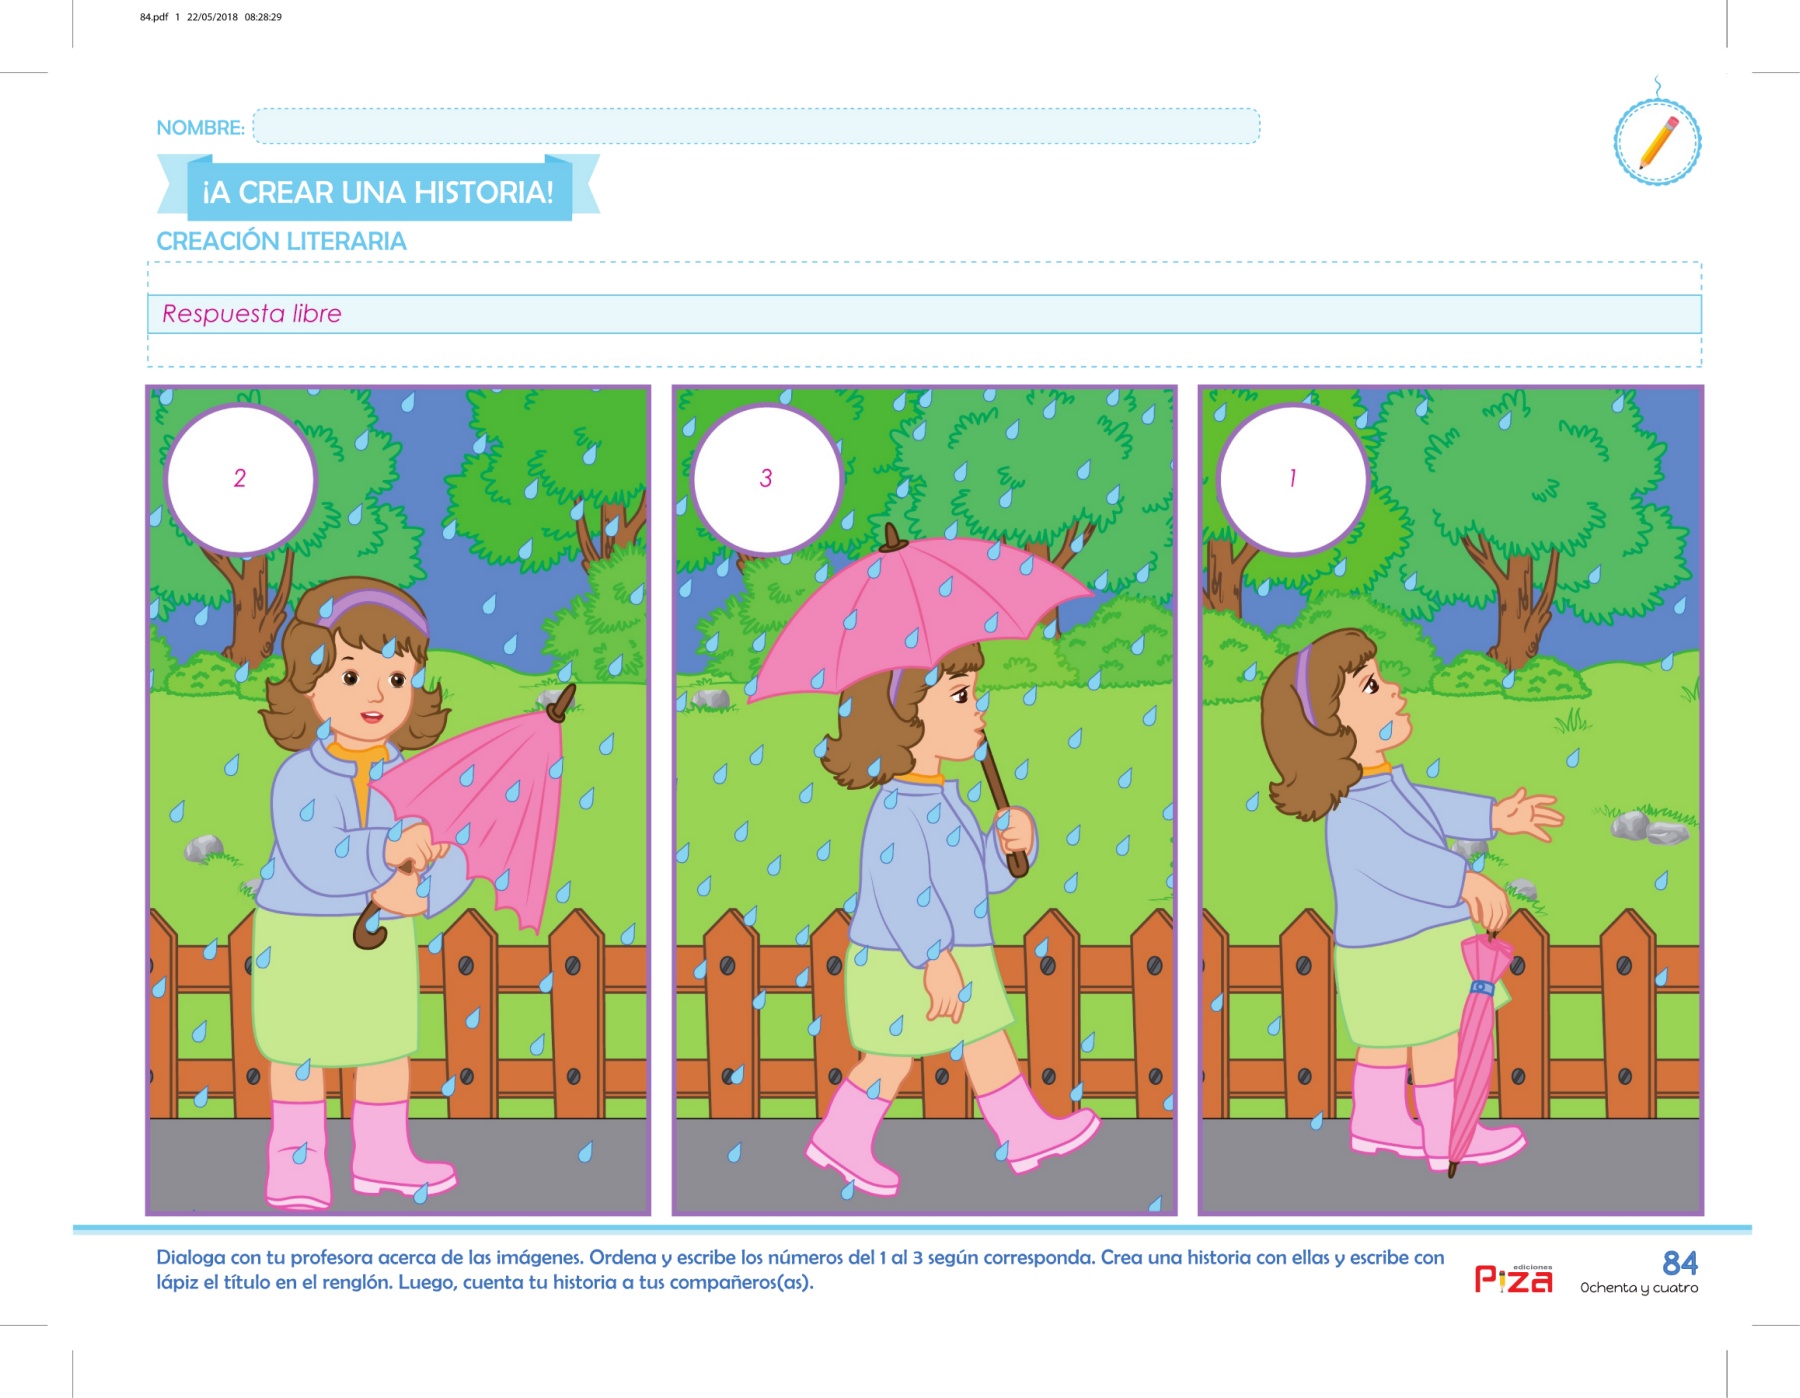 84.pdf 1 22/05/2018 08:28:29
NOMBRE:
¡A CREAR UNA HISTORIA!
CREACIÓN LITERARIA
Respuesta libre
2
3
1
Dialoga con tu profesora acerca de las imágenes. Ordena y escribe los números del 1 al 3 según corresponda. Crea una historia con ellas y escribe con
lápiz el título en el renglón. Luego, cuenta tu historia a tus compañeros(as).
ediciones
Piza
84
Ochenta y cuatro